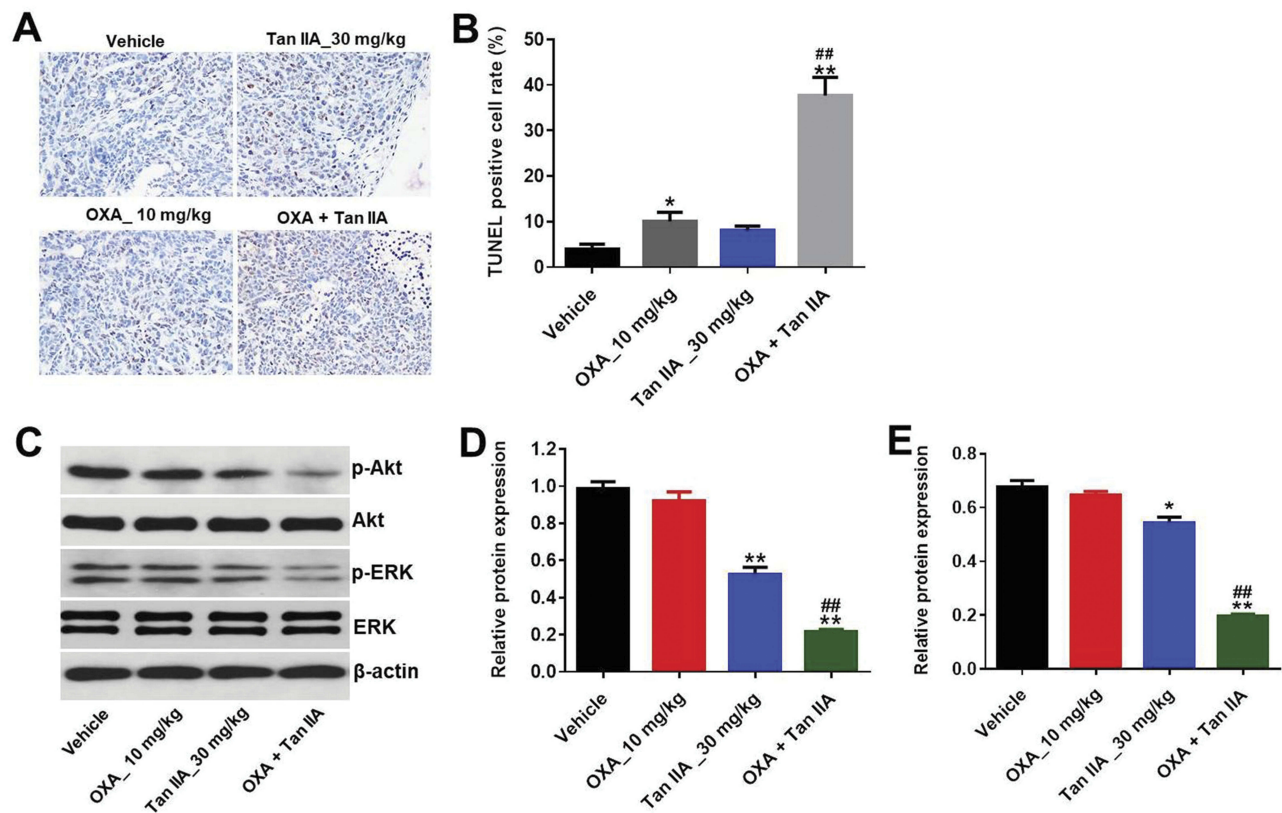 A
Vehicle
Tan IIA_30 mg/kg
OXA_ 10 mg/kg
OXA + Tan IIA
B
TUNEL positive cell rate (%)
50
40
30
20
10
0
##
**
*
Vehicle
OXA_10 mg/kg
Tan IIA_30 mg/kg
OXA + Tan IIA
C
p-Akt
Akt
p-ERK
ERK
β-actin
Vehicle
OXA_ 10 mg/kg
Tan IIA_30 mg/kg
OXA + Tan IIA
D
Relative protein expression
1.2
1.0
0.8
0.6
0.4
0.2
0.0
**
##
**
Vehicle
OXA_10 mg/kg
Tan IIA _30 mg/kg
OXA + Tan IIA
E
Relative protein expression
0.8
0.6
0.4
0.2
0.0
*
##
**
Vehicle
OXA_10 mg/kg
Tan IIA _30 mg/kg
OXA + Tan IIA